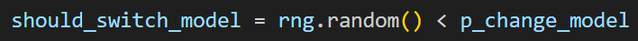 should_switch_model = rng.random() < p_change_model